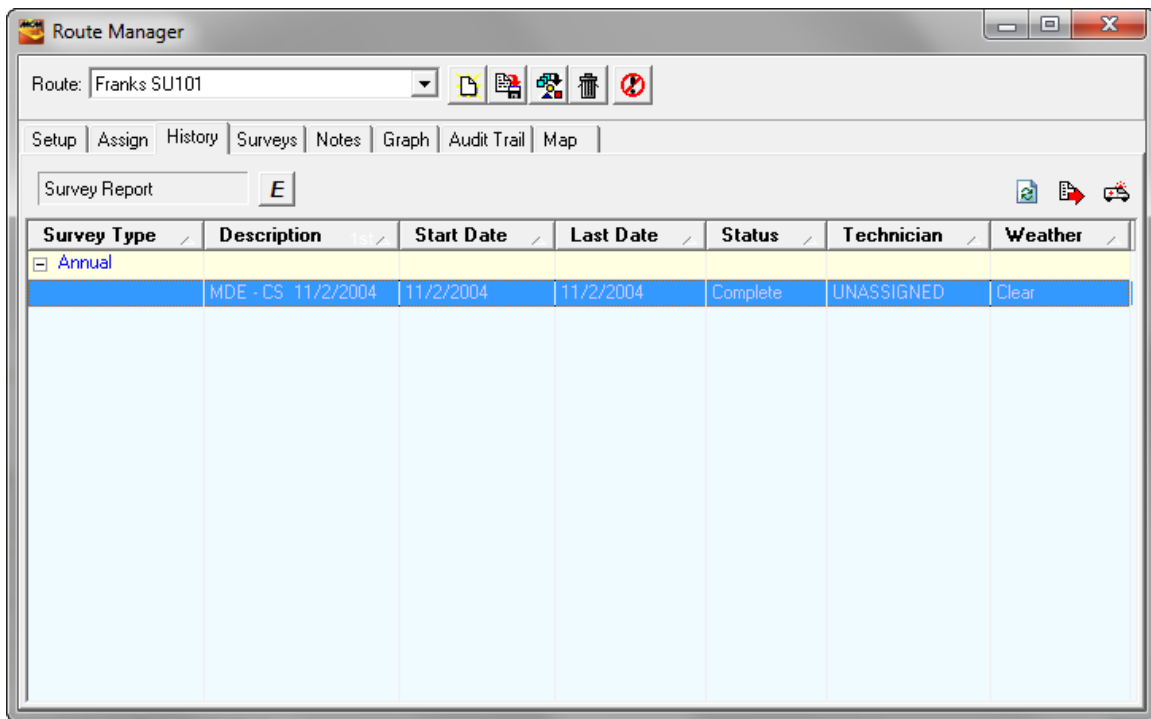 Route Manager
Route: Franks SU101
Setup Assign History Surveys Notes Graph Audit Trail Map
Survey Report E
Survey Type Description 1st Start Date Last Date Status Technician Weather
Annual
MDE - CS 11/2/2004 11/2/2004 11/2/2004 Complete UNASSIGNED Clear